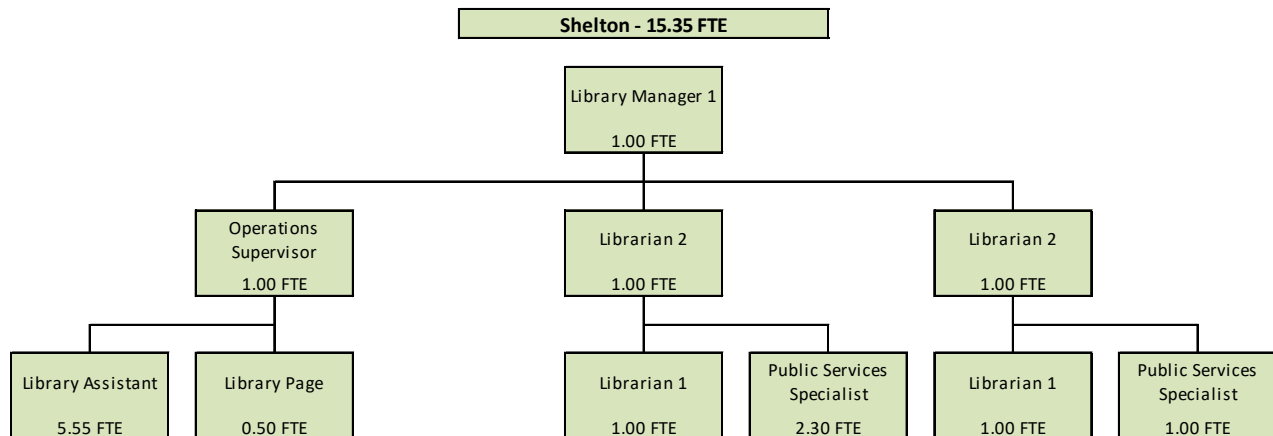 Shelton - 15.35 FTE
Library Manager 1
1.00 FTE
Operations
Supervisor
1.00 FTE
Librarian 2
1.00 FTE
Librarian 2
1.00 FTE
Library Assistant
5.55 FTE
Library Page
0.50 FTE
Librarian 1
1.00 FTE
Public Services
Specialist
2.30 FTE
Librarian 1
1.00 FTE
Public Services
Specialist
1.00 FTE